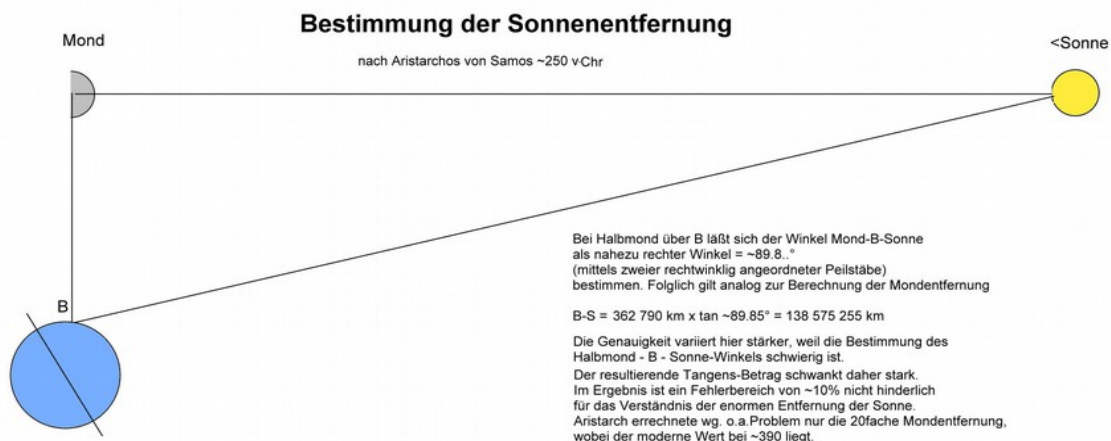 Bestimmung der Sonnenentfernung
Mond
<Sonne
nach Aristarchos von Samos ~250 v.Chr
B
Bei Halbmond über B läßt sich der Winkel Mond-B-Sonne
als nahezu rechter Winkel = ~89.8..°
(mittels zweier rechtwinklig angeordneter Peilstäbe)
bestimmen. Folglich gilt analog zur Berechnung der Mondentfernung
B-S = 362 790 km x tan ~89.85° = 138 575 255 km
Die Genauigkeit variiert hier stärker, weil die Bestimmung des
Halbmond - B - Sonne-Winkels schwierig ist.
Der resultierende Tangens-Betrag schwankt daher stark.
Im Ergebnis ist ein Fehlerbereich von ~10% nicht hinderlich
für das Verständnis der enormen Entfernung der Sonne.
Aristarch errechnete wg. o.a.Problem nur die 20fache Mondentfernung,
wobei der moderne Wert bei ~390 liegt.